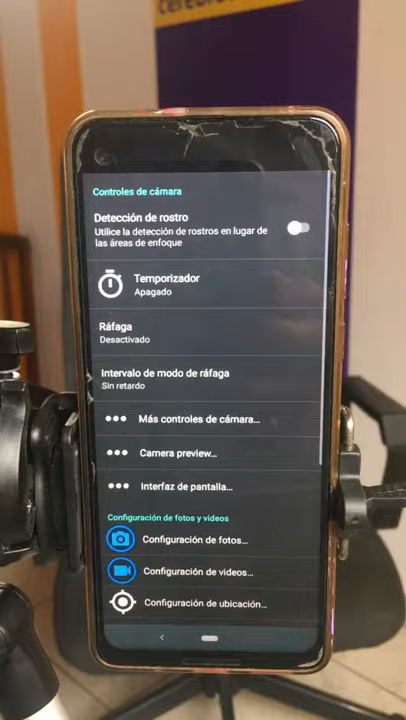 Controles de cámara
Detección de rostro
Utilice la detección de rostros en lugar de
las áreas de enfoque
Temporizador
Apagado
Ráfaga
Desactivado
Intervalo de modo de ráfaga
Sin retardo
Más controles de cámara...
Camera preview...
Interfaz de pantalla...
Configuración de fotos y videos
Configuración de fotos...
Configuración de videos...
Configuración de ubicación...